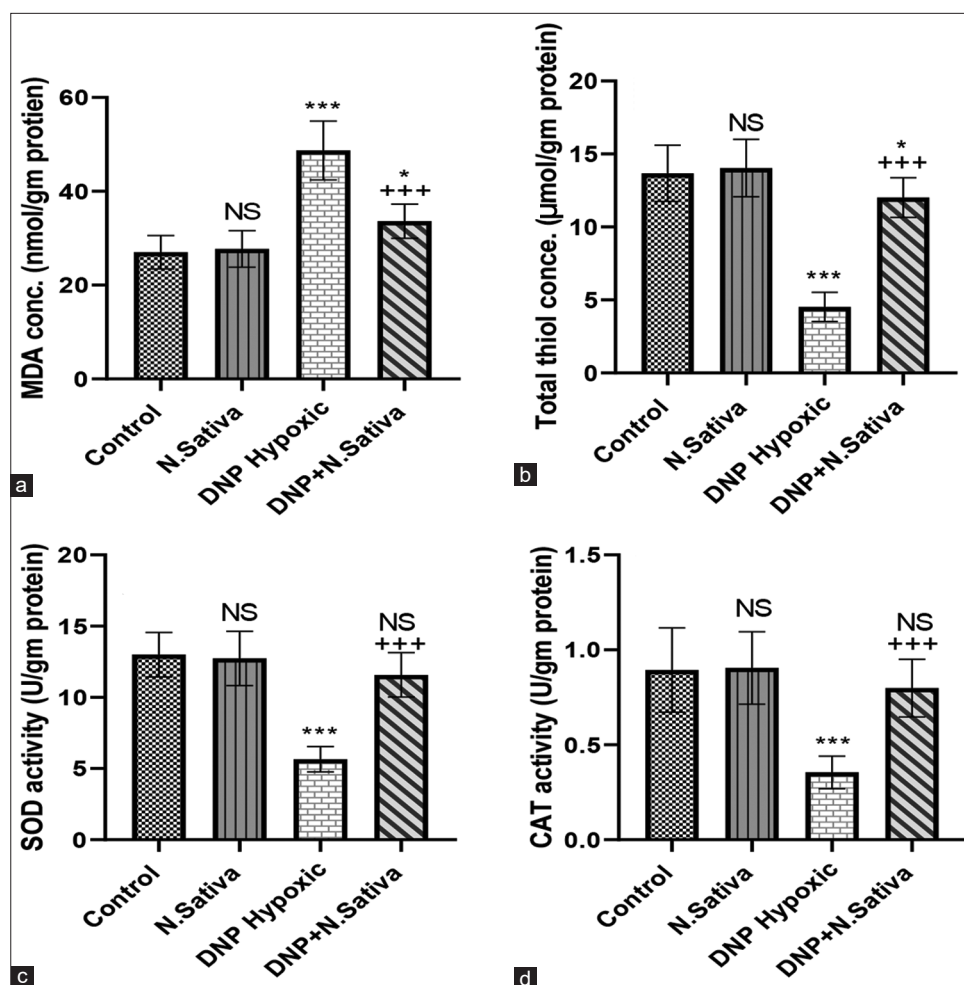 MDA conc. (nmol/gm protien)
60
40
20
0
NS
***
*
+++
Control
N.Sativa
DNP Hypoxic
DNP+N.Sativa
a
Total thiol conce. (µmol/gm protein)
20
15
10
5
0
NS
***
*
+++
Control
N.Sativa
DNP Hypoxic
DNP+N.Sativa
b
SOD activity (U/gm protein)
20
15
10
5
0
NS
***
NS
+++
Control
N.Sativa
DNP Hypoxic
DNP+N.Sativa
c
CAT activity (U/gm protein)
1.5
1.0
0.5
0.0
NS
***
NS
+++
Control
N.Sativa
DNP Hypoxic
DNP+N.Sativa
d